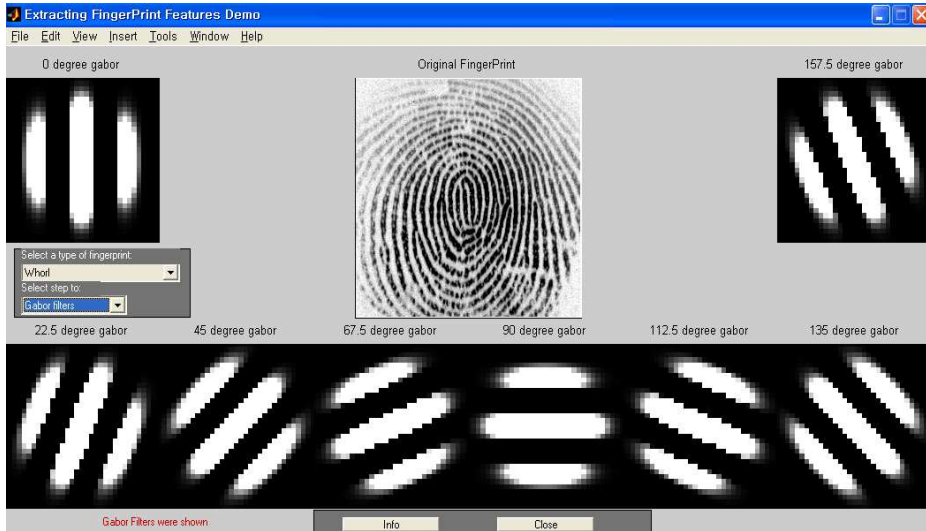 Extracting FingerPrint Features Demo
File Edit View Insert Tools Window Help
0 degree gabor
Original FingerPrint
157.5 degree gabor
Select a type of fingerprint:
Whorl
Select step to:
Gabor filters
22.5 degree gabor
45 degree gabor
67.5 degree gabor
90 degree gabor
112.5 degree gabor
135 degree gabor
Gabor Filters were shown
Info
Close